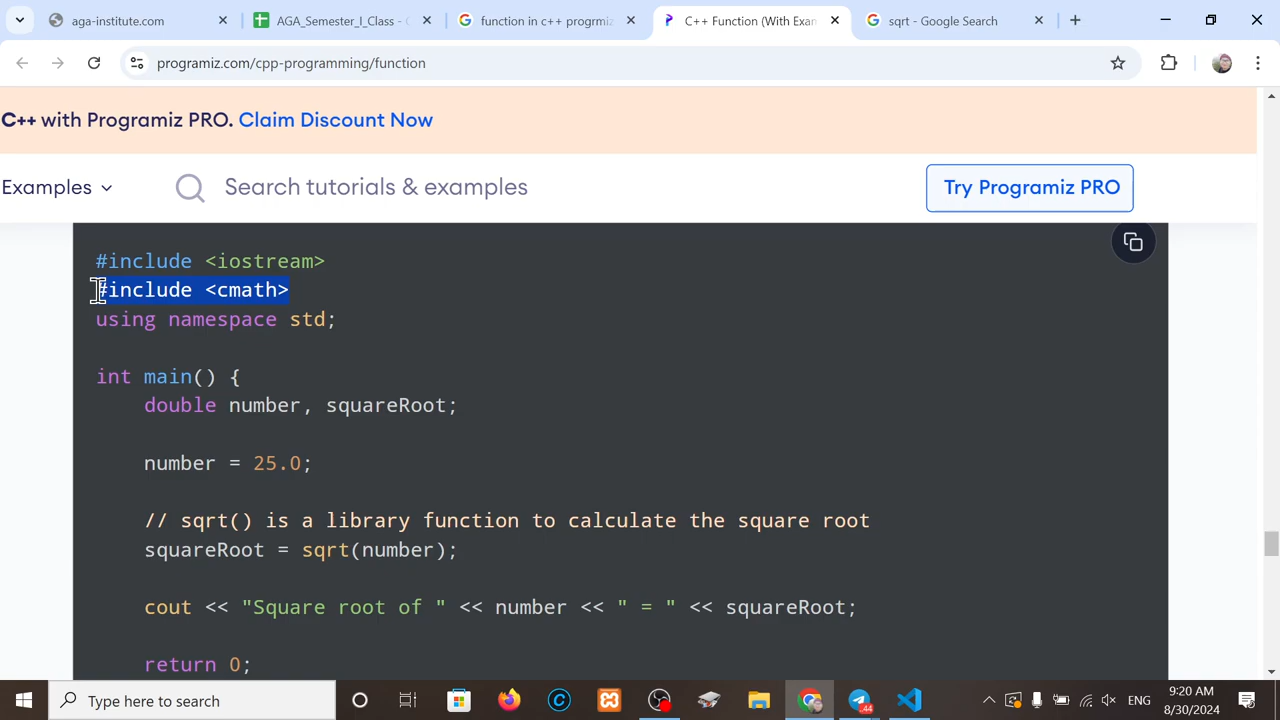 aga-institute.com
AGA_Semester_I_Class -
function in c++ progrmiz
C++ Function (With Exan
sqrt - Google Search
programiz.com/cpp-programming/function
C++ with Programiz PRO. Claim Discount Now
Examples
Search tutorials & examples
Try Programiz PRO
#include <iostream>
#include <cmath>
using namespace std;
int main() {
double number, squareRoot;
number = 25.0;
// sqrt() is a library function to calculate the square root
squareRoot = sqrt(number);
cout << "Square root of " << number << " = " << squareRoot;
return 0;
Type here to search
44
ENG
9:20 AM
8/30/2024